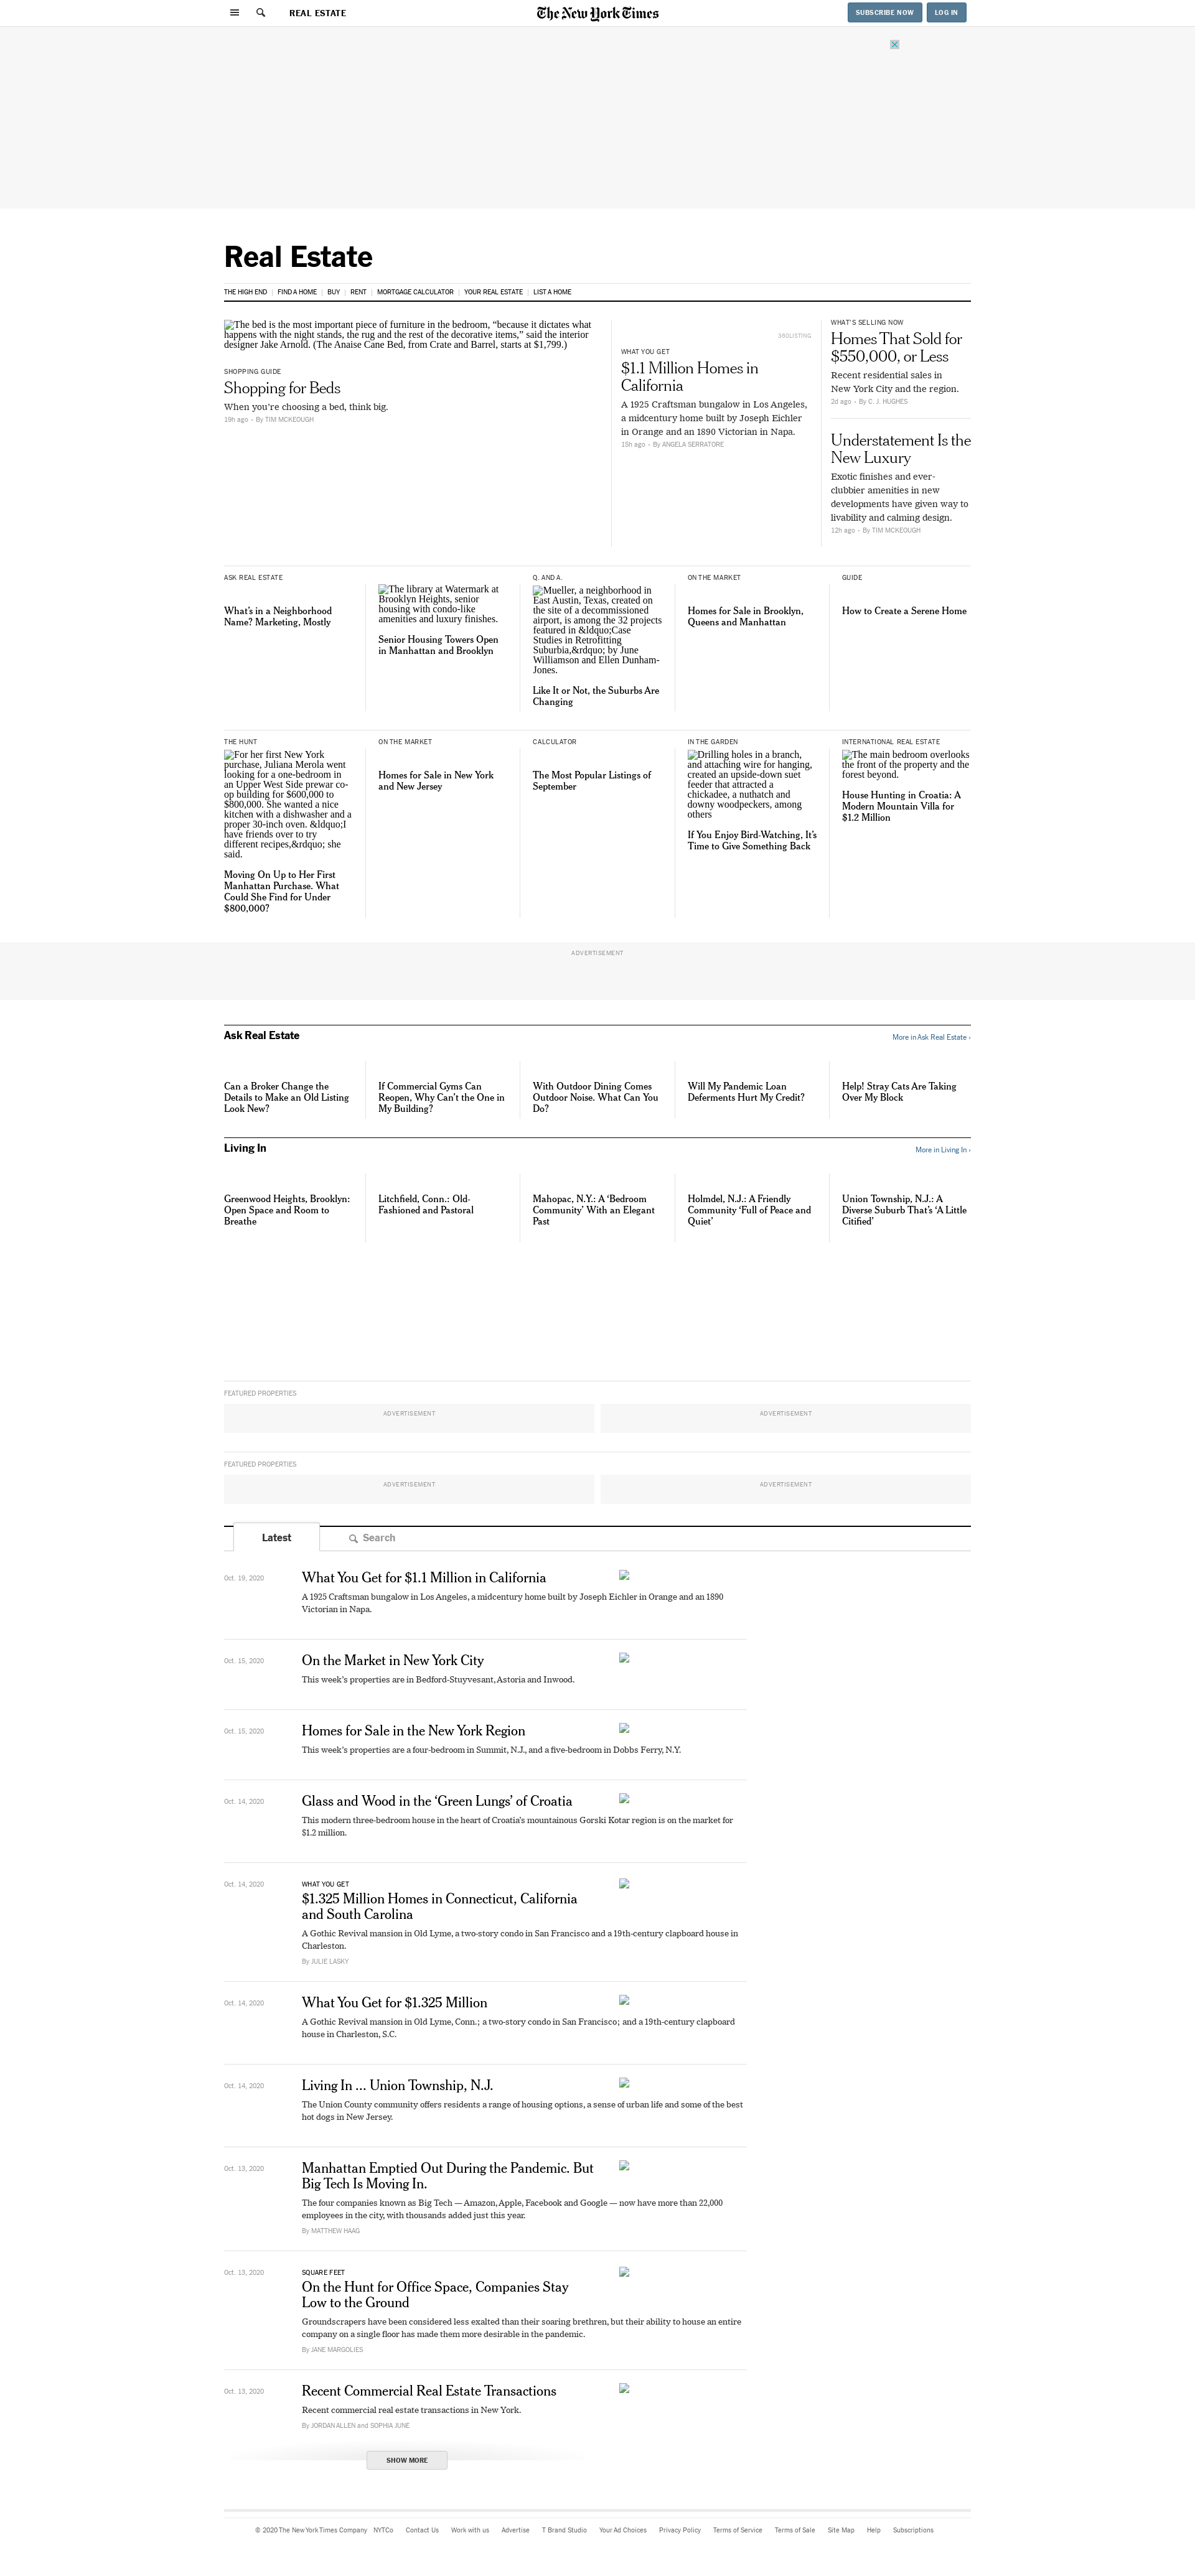 REAL ESTATE
The New York Times
SUBSCRIBE NOW
LOG IN
Real Estate
THE HIGH END
FIND A HOME
BUY
RENT
MORTGAGE CALCULATOR
YOUR REAL ESTATE
LIST A HOME
The bed is the most important piece of furniture in the bedroom, “because it dictates what
happens with the night stands, the rug and the rest of the decorative items,” said the interior
designer Jake Arnold. (The Anaise Cane Bed, from Crate and Barrel, starts at $1,799.)
SHOPPING GUIDE
Shopping for Beds
When you’re choosing a bed, think big.
19h ago · By TIM MCKEOUGH
360LISTING
WHAT YOU GET
$1.1 Million Homes in
California
A 1925 Craftsman bungalow in Los Angeles,
a midcentury home built by Joseph Eichler
in Orange and an 1890 Victorian in Napa.
15h ago · By ANGELA SERRATORE
WHAT’S SELLING NOW
Homes That Sold for
$550,000, or Less
Recent residential sales in
New York City and the region.
2d ago · By C. J. HUGHES
Understatement Is the
New Luxury
Exotic finishes and ever-
clubbier amenities in new
developments have given way to
livability and calming design.
12h ago · By TIM MCKEOUGH
ASK REAL ESTATE
What’s in a Neighborhood
Name? Marketing, Mostly
The library at Watermark at
Brooklyn Heights, senior
housing with condo-like
amenities and luxury finishes.
Senior Housing Towers Open
in Manhattan and Brooklyn
Q. AND A.
Mueller, a neighborhood in
East Austin, Texas, created on
the site of a decommissioned
airport, is among the 32 projects
featured in &ldquo;Case
Studies in Retrofitting
Suburbia,&rdquo; by June
Williamson and Ellen Dunham-
Jones.
Like It or Not, the Suburbs Are
Changing
ON THE MARKET
Homes for Sale in Brooklyn,
Queens and Manhattan
GUIDE
How to Create a Serene Home
THE HUNT
For her first New York
purchase, Juliana Merola went
looking for a one-bedroom in
an Upper West Side prewar co-
op building for $600,000 to
$800,000. She wanted a nice
kitchen with a dishwasher and a
proper 30-inch oven. &ldquo;I
have friends over to try
different recipes,&rdquo; she
said.
Moving On Up to Her First
Manhattan Purchase. What
Could She Find for Under
$800,000?
ON THE MARKET
Homes for Sale in New York
and New Jersey
CALCULATOR
The Most Popular Listings of
September
IN THE GARDEN
Drilling holes in a branch,
and attaching wire for hanging,
created an upside-down suet
feeder that attracted a
chickadee, a nuthatch and
downy woodpeckers, among
others
If You Enjoy Bird-Watching, It’s
Time to Give Something Back
INTERNATIONAL REAL ESTATE
The main bedroom overlooks
the front of the property and the
forest beyond.
House Hunting in Croatia: A
Modern Mountain Villa for
$1.2 Million
ADVERTISEMENT
Ask Real Estate
More in Ask Real Estate ›
Can a Broker Change the
Details to Make an Old Listing
Look New?
If Commercial Gyms Can
Reopen, Why Can’t the One in
My Building?
With Outdoor Dining Comes
Outdoor Noise. What Can You
Do?
Will My Pandemic Loan
Deferments Hurt My Credit?
Help! Stray Cats Are Taking
Over My Block
Living In
More in Living In ›
Greenwood Heights, Brooklyn:
Open Space and Room to
Breathe
Litchfield, Conn.: Old-
Fashioned and Pastoral
Mahopac, N.Y.: A ‘Bedroom
Community’ With an Elegant
Past
Holmdel, N.J.: A Friendly
Community ‘Full of Peace and
Quiet’
Union Township, N.J.: A
Diverse Suburb That’s ‘A Little
Citified’
FEATURED PROPERTIES
ADVERTISEMENT
ADVERTISEMENT
FEATURED PROPERTIES
ADVERTISEMENT
ADVERTISEMENT
Latest
Search
Oct. 19, 2020
What You Get for $1.1 Million in California
A 1925 Craftsman bungalow in Los Angeles, a midcentury home built by Joseph Eichler in Orange and an 1890
Victorian in Napa.
Oct. 15, 2020
On the Market in New York City
This week’s properties are in Bedford-Stuyvesant, Astoria and Inwood.
Oct. 15, 2020
Homes for Sale in the New York Region
This week’s properties are a four-bedroom in Summit, N.J., and a five-bedroom in Dobbs Ferry, N.Y.
Oct. 14, 2020
Glass and Wood in the ‘Green Lungs’ of Croatia
This modern three-bedroom house in the heart of Croatia’s mountainous Gorski Kotar region is on the market for
$1.2 million.
Oct. 14, 2020
WHAT YOU GET
$1.325 Million Homes in Connecticut, California
and South Carolina
A Gothic Revival mansion in Old Lyme, a two-story condo in San Francisco and a 19th-century clapboard house in
Charleston.
By JULIE LASKY
Oct. 14, 2020
What You Get for $1.325 Million
A Gothic Revival mansion in Old Lyme, Conn.; a two-story condo in San Francisco; and a 19th-century clapboard
house in Charleston, S.C.
Oct. 14, 2020
Living In ... Union Township, N.J.
The Union County community offers residents a range of housing options, a sense of urban life and some of the best
hot dogs in New Jersey.
Oct. 13, 2020
Manhattan Emptied Out During the Pandemic. But
Big Tech Is Moving In.
The four companies known as Big Tech — Amazon, Apple, Facebook and Google — now have more than 22,000
employees in the city, with thousands added just this year.
By MATTHEW HAAG
Oct. 13, 2020
SQUARE FEET
On the Hunt for Office Space, Companies Stay
Low to the Ground
Groundscrapers have been considered less exalted than their soaring brethren, but their ability to house an entire
company on a single floor has made them more desirable in the pandemic.
By JANE MARGOLIES
Oct. 13, 2020
Recent Commercial Real Estate Transactions
Recent commercial real estate transactions in New York.
By JORDAN ALLEN and SOPHIA JUNE
SHOW MORE
© 2020 The New York Times Company
NYTCo
Contact Us
Work with us
Advertise
T Brand Studio
Your Ad Choices
Privacy Policy
Terms of Service
Terms of Sale
Site Map
Help
Subscriptions